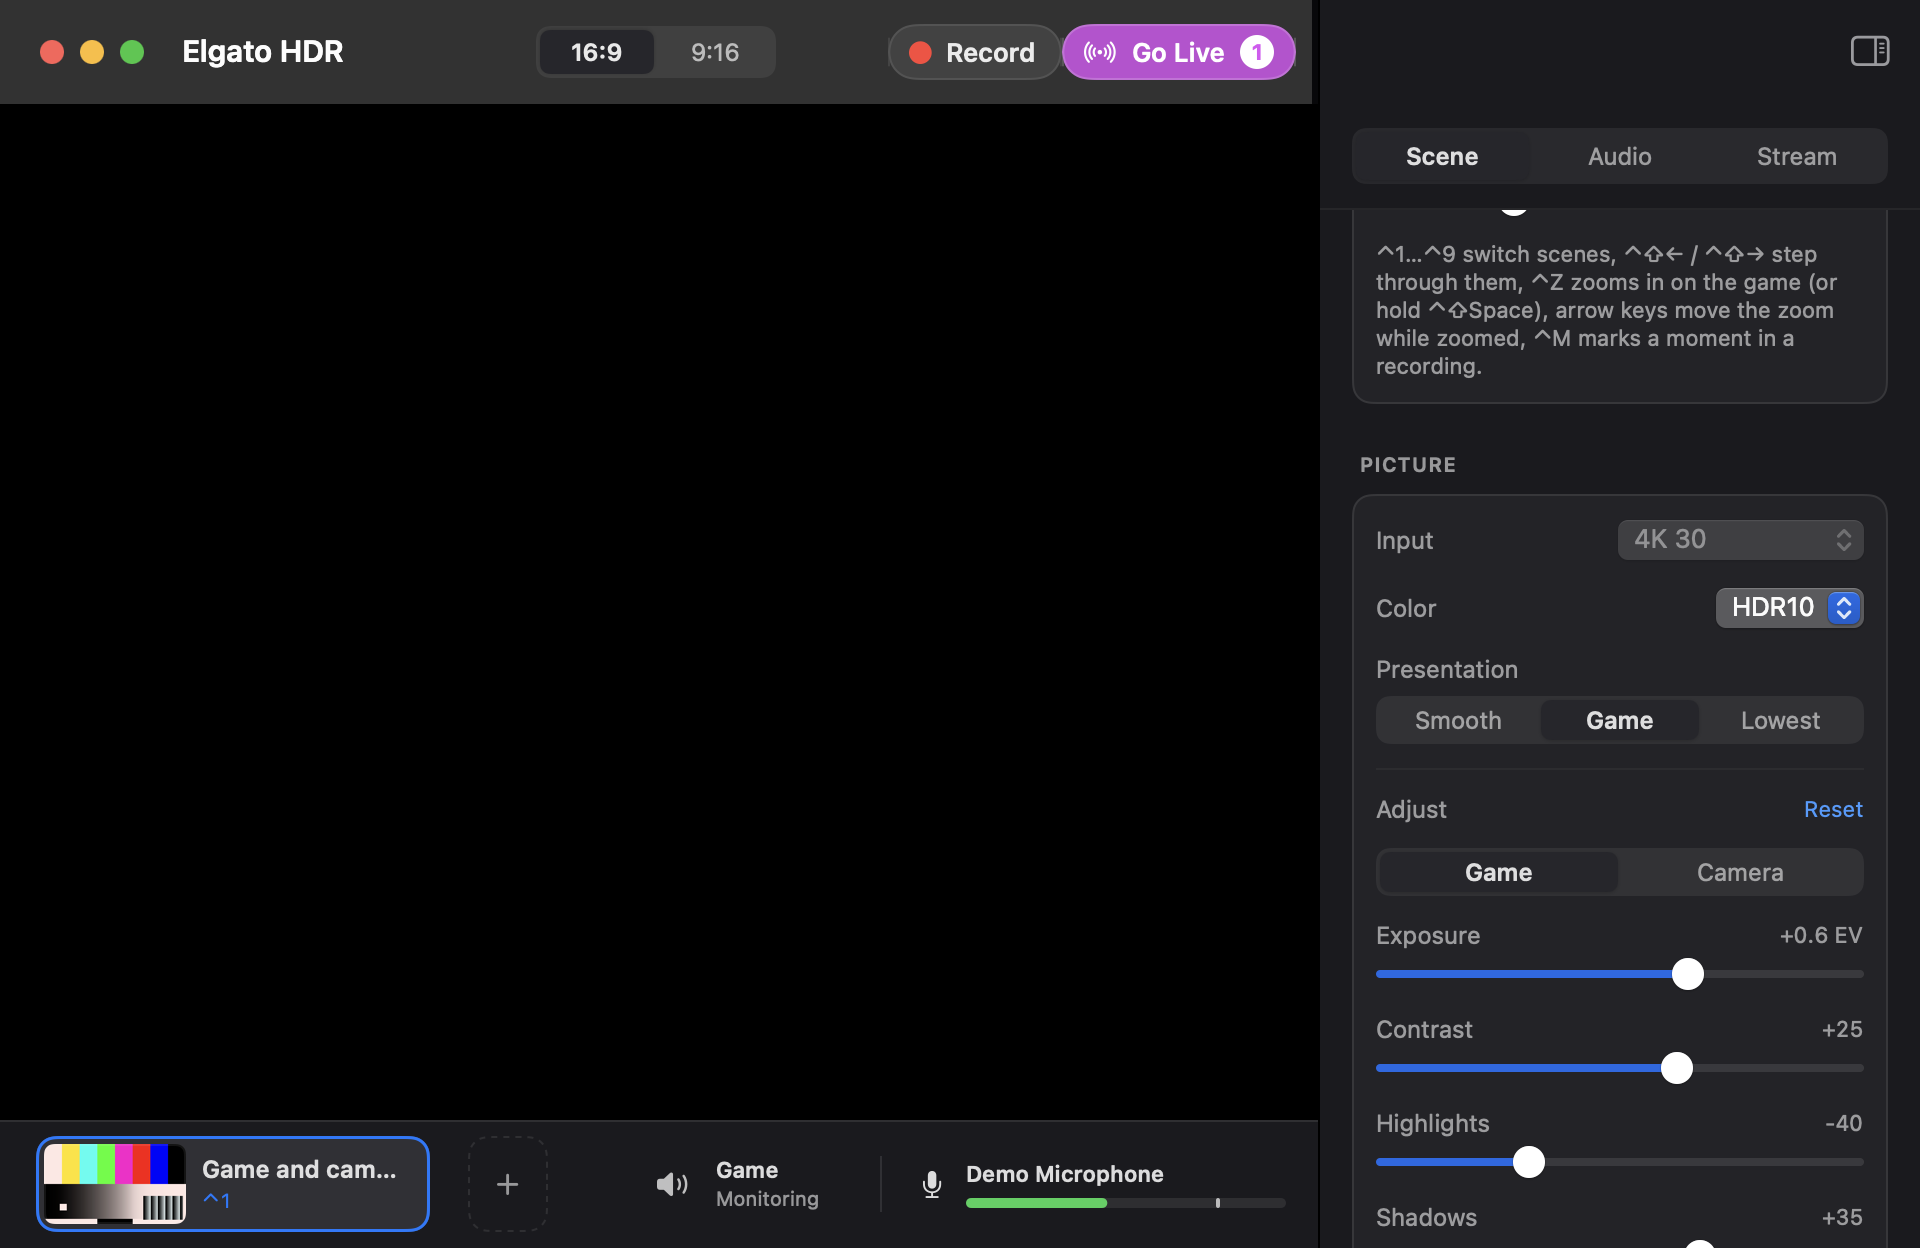 Elgato HDR
16:9
9:16
Record
Go Live
1
Scene
Audio
Stream
^1...^9 switch scenes, ^⇧← / ^⇧→ step
through them, ^Z zooms in on the game (or
hold ^⇧Space), arrow keys move the zoom
while zoomed, ^M marks a moment in a
recording.
PICTURE
Input
4K 30
Color
HDR10
Presentation
Smooth
Game
Lowest
Adjust
Reset
Game
Camera
Exposure
+0.6 EV
Contrast
+25
Highlights
-40
Shadows
+35
Game and cam...
^1
Game
Monitoring
Demo Microphone